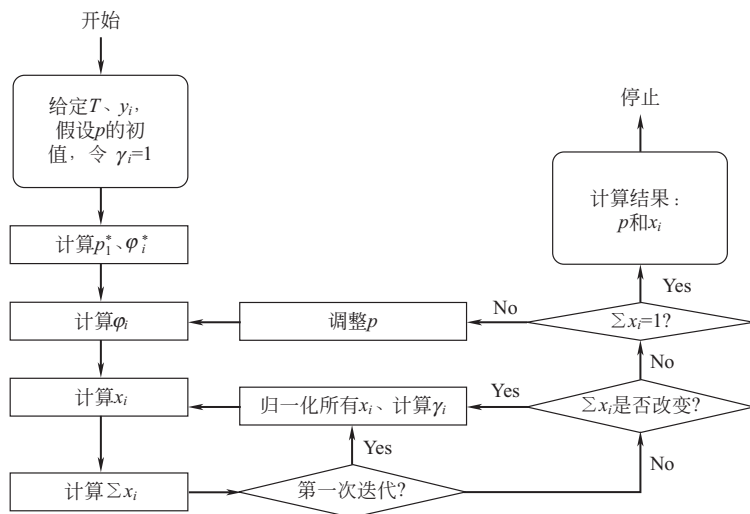 开始
给定T、yᵢ,
假设p的初
值,令 γᵢ=1
计算p₁*、φᵢ*
计算φᵢ
计算xᵢ
计算Σxᵢ
第一次迭代?
Yes
No
归一化所有xᵢ、计算γᵢ
Yes
Σxᵢ是否改变?
No
调整p
No
Σxᵢ=1?
Yes
计算结果:
p和xᵢ
停止